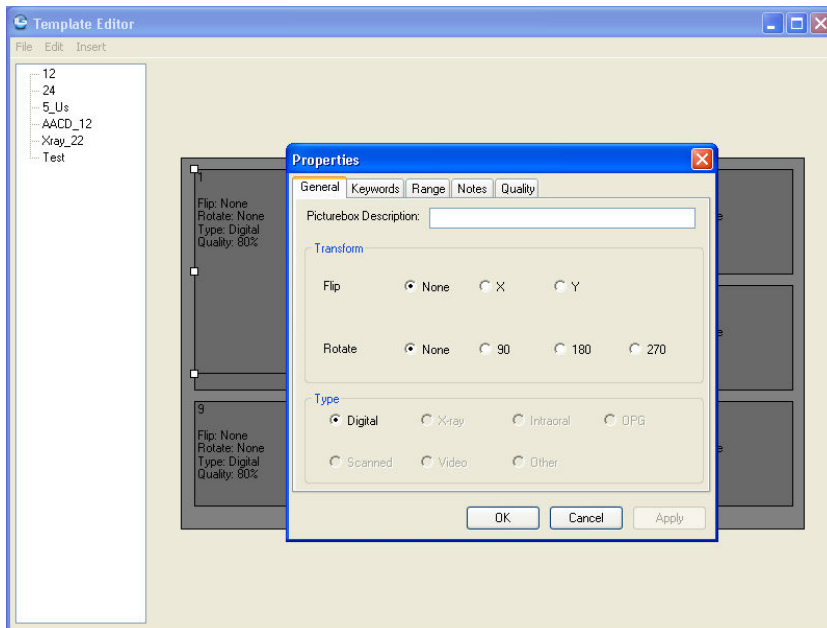 Template Editor
File Edit Insert
12
24
5_Us
AACD_12
Xray_22
Test
1
Flip: None
Rotate: None
Type: Digital
Quality: 80%
9
Flip: None
Rotate: None
Type: Digital
Quality: 80%
Properties
General Keywords Range Notes Quality
Picturebox Description:
Transform
Flip None X Y
Rotate None 90 180 270
Type
Digital X-ray Intraoral OPG
Scanned Video Other
OK Cancel Apply